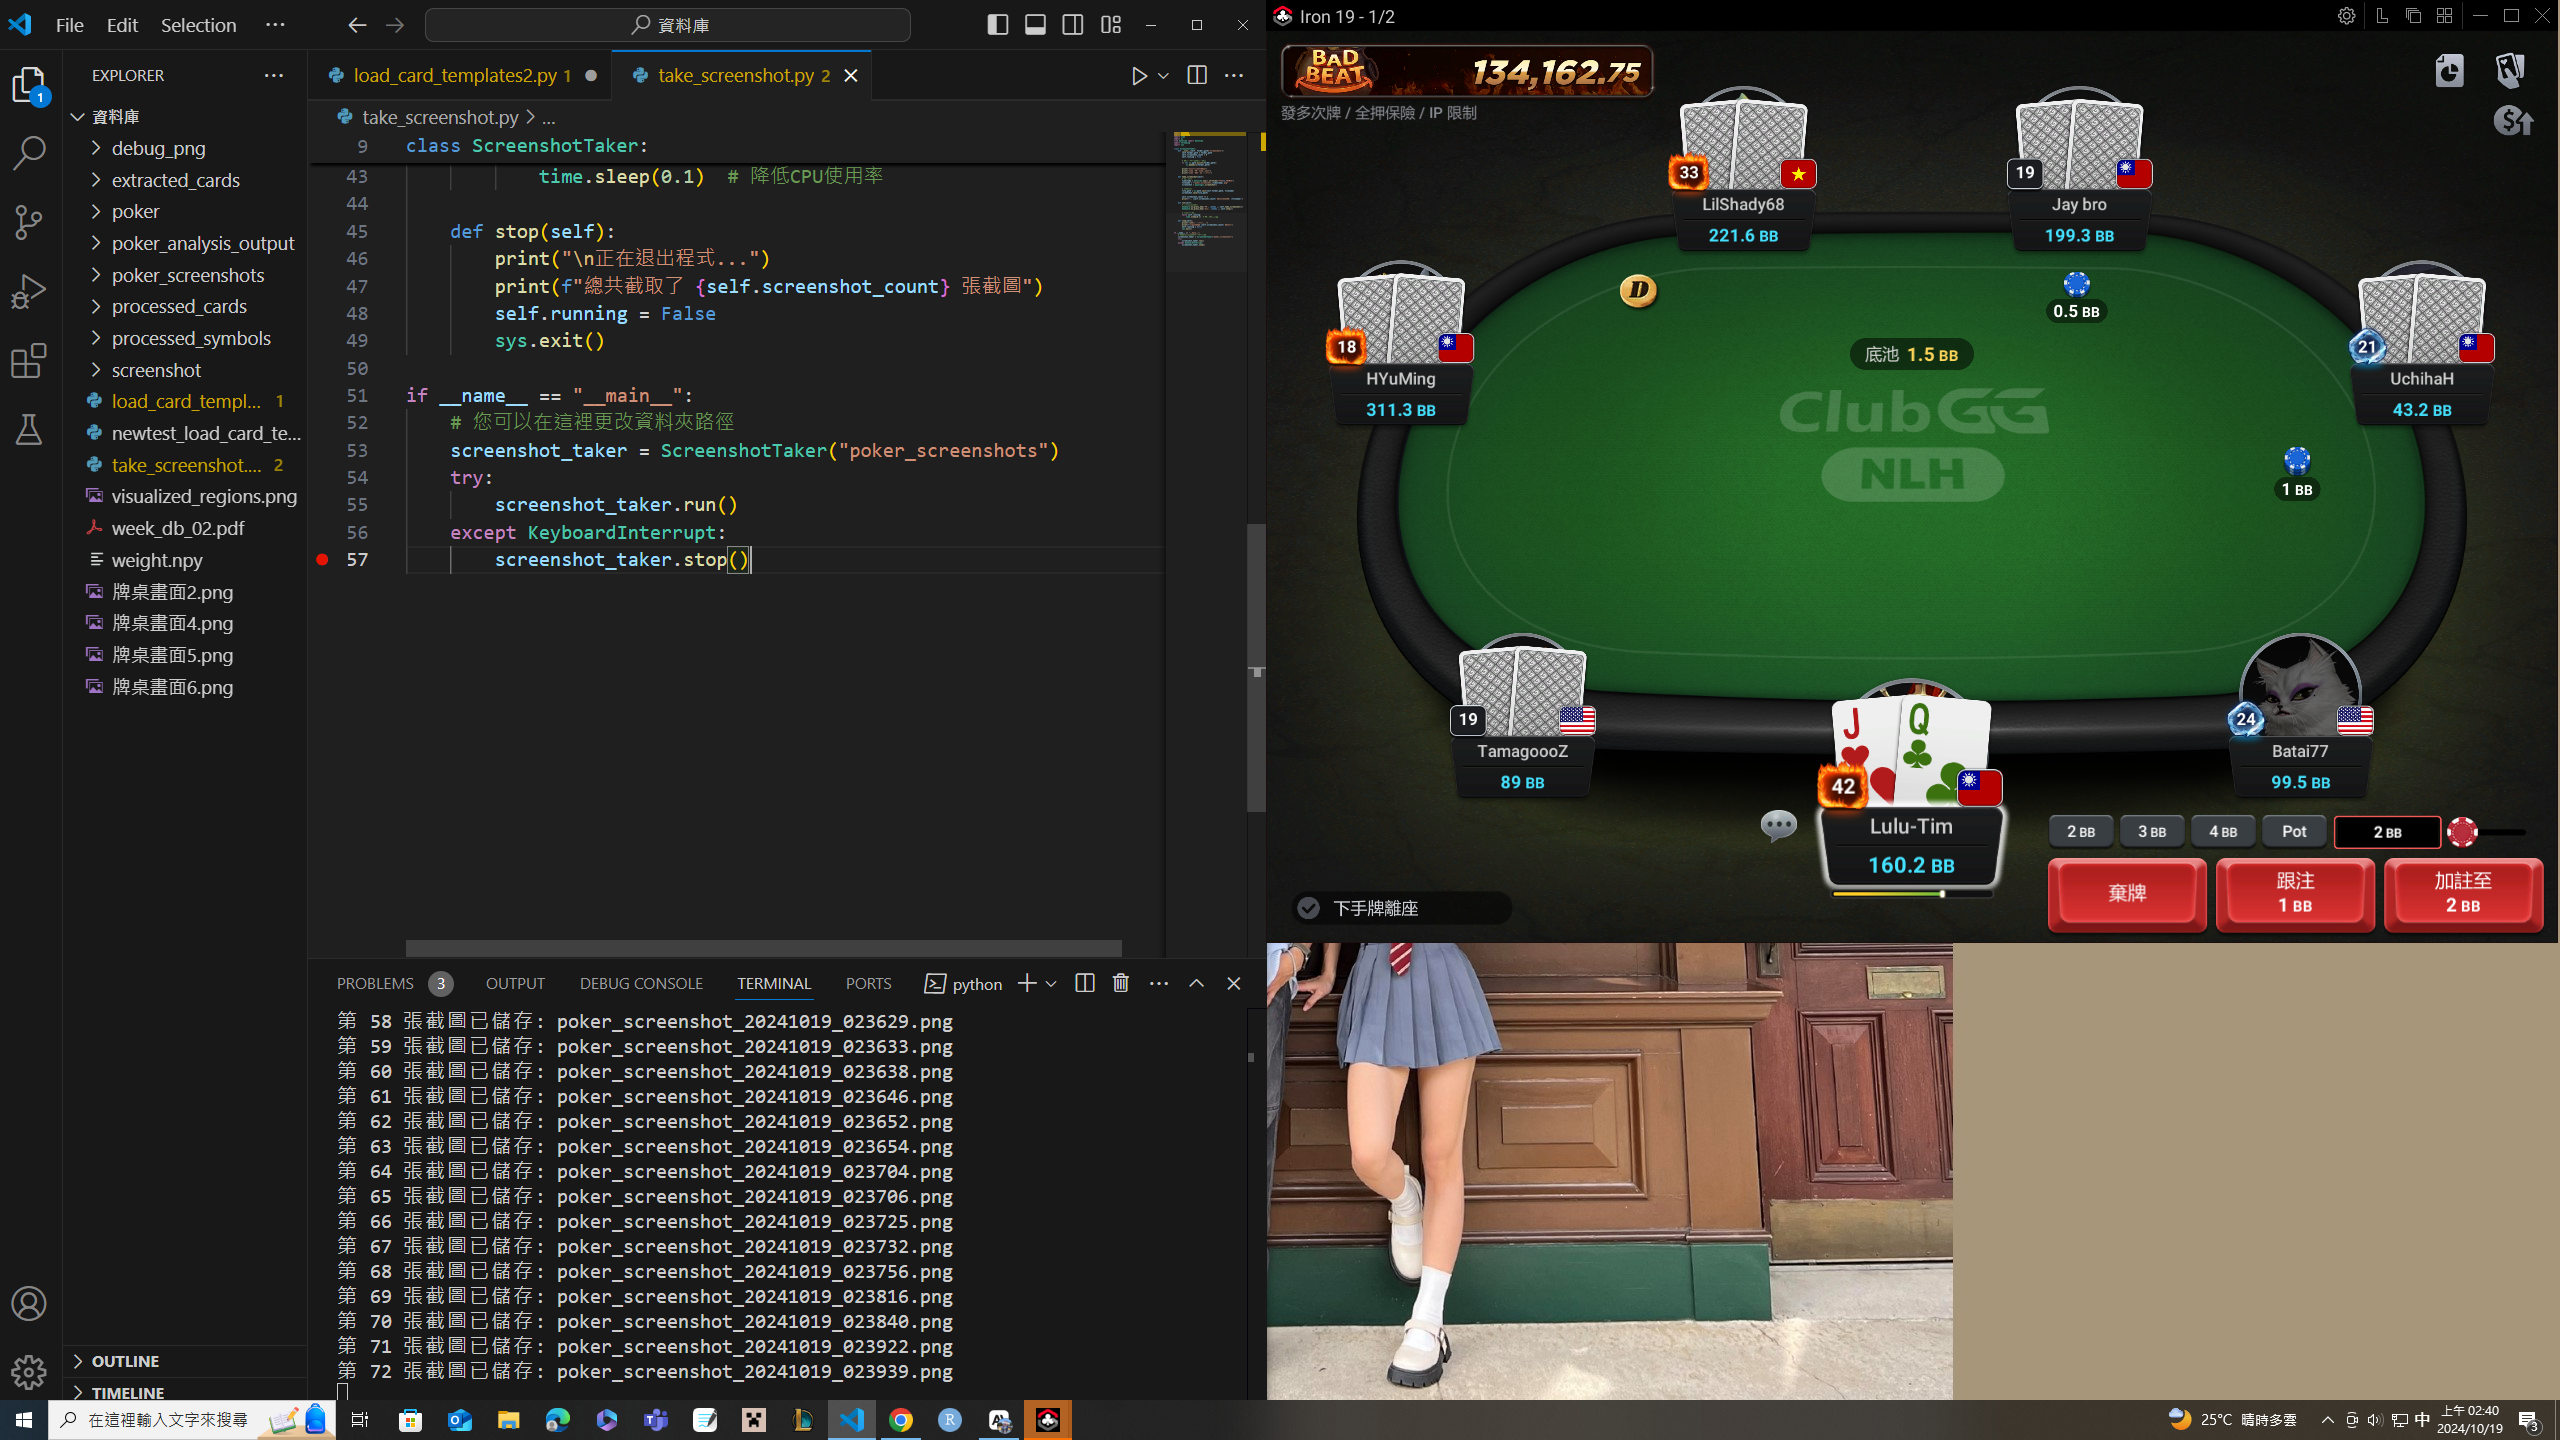 File Edit Selection ...
資料庫
EXPLORER
資料庫
debug_png
extracted_cards
poker
poker_analysis_output
poker_screenshots
processed_cards
processed_symbols
screenshot
load_card_templ... 1
newtest_load_card_te...
take_screenshot.... 2
visualized_regions.png
week_db_02.pdf
weight.npy
牌桌畫面2.png
牌桌畫面4.png
牌桌畫面5.png
牌桌畫面6.png
OUTLINE
TIMELINE
1
load_card_templates2.py 1
take_screenshot.py 2
take_screenshot.py > ...
9 class ScreenshotTaker:
43 time.sleep(0.1) # 降低CPU使用率
44
45 def stop(self):
46 print("\n正在退出程式...")
47 print(f"總共截取了 {self.screenshot_count} 張截圖")
48 self.running = False
49 sys.exit()
50
51 if __name__ == "__main__":
52 # 您可以在這裡更改資料夾路徑
53 screenshot_taker = ScreenshotTaker("poker_screenshots")
54 try:
55 screenshot_taker.run()
56 except KeyboardInterrupt:
57 screenshot_taker.stop()
PROBLEMS 3 OUTPUT DEBUG CONSOLE TERMINAL PORTS python
第 58 張截圖已儲存: poker_screenshot_20241019_023629.png
第 59 張截圖已儲存: poker_screenshot_20241019_023633.png
第 60 張截圖已儲存: poker_screenshot_20241019_023638.png
第 61 張截圖已儲存: poker_screenshot_20241019_023646.png
第 62 張截圖已儲存: poker_screenshot_20241019_023652.png
第 63 張截圖已儲存: poker_screenshot_20241019_023654.png
第 64 張截圖已儲存: poker_screenshot_20241019_023704.png
第 65 張截圖已儲存: poker_screenshot_20241019_023706.png
第 66 張截圖已儲存: poker_screenshot_20241019_023725.png
第 67 張截圖已儲存: poker_screenshot_20241019_023732.png
第 68 張截圖已儲存: poker_screenshot_20241019_023756.png
第 69 張截圖已儲存: poker_screenshot_20241019_023816.png
第 70 張截圖已儲存: poker_screenshot_20241019_023840.png
第 71 張截圖已儲存: poker_screenshot_20241019_023922.png
第 72 張截圖已儲存: poker_screenshot_20241019_023939.png
Iron 19 - 1/2
BAD BEAT 134,162.75
發多次牌 / 全押保險 / IP 限制
33
LilShady68
221.6 BB
19
Jay bro
199.3 BB
18
HYuMing
311.3 BB
21
UchihaH
43.2 BB
D
0.5 BB
底池 1.5 BB
ClubGG
NLH
1 BB
19
TamagoooZ
89 BB
J Q
42
Lulu-Tim
160.2 BB
24
Batai77
99.5 BB
2 BB 3 BB 4 BB Pot 2 BB
棄牌
跟注
1 BB
加註至
2 BB
下手牌離座
在這裡輸入文字來搜尋
25°C 晴時多雲
中
上午 02:40
2024/10/19
3